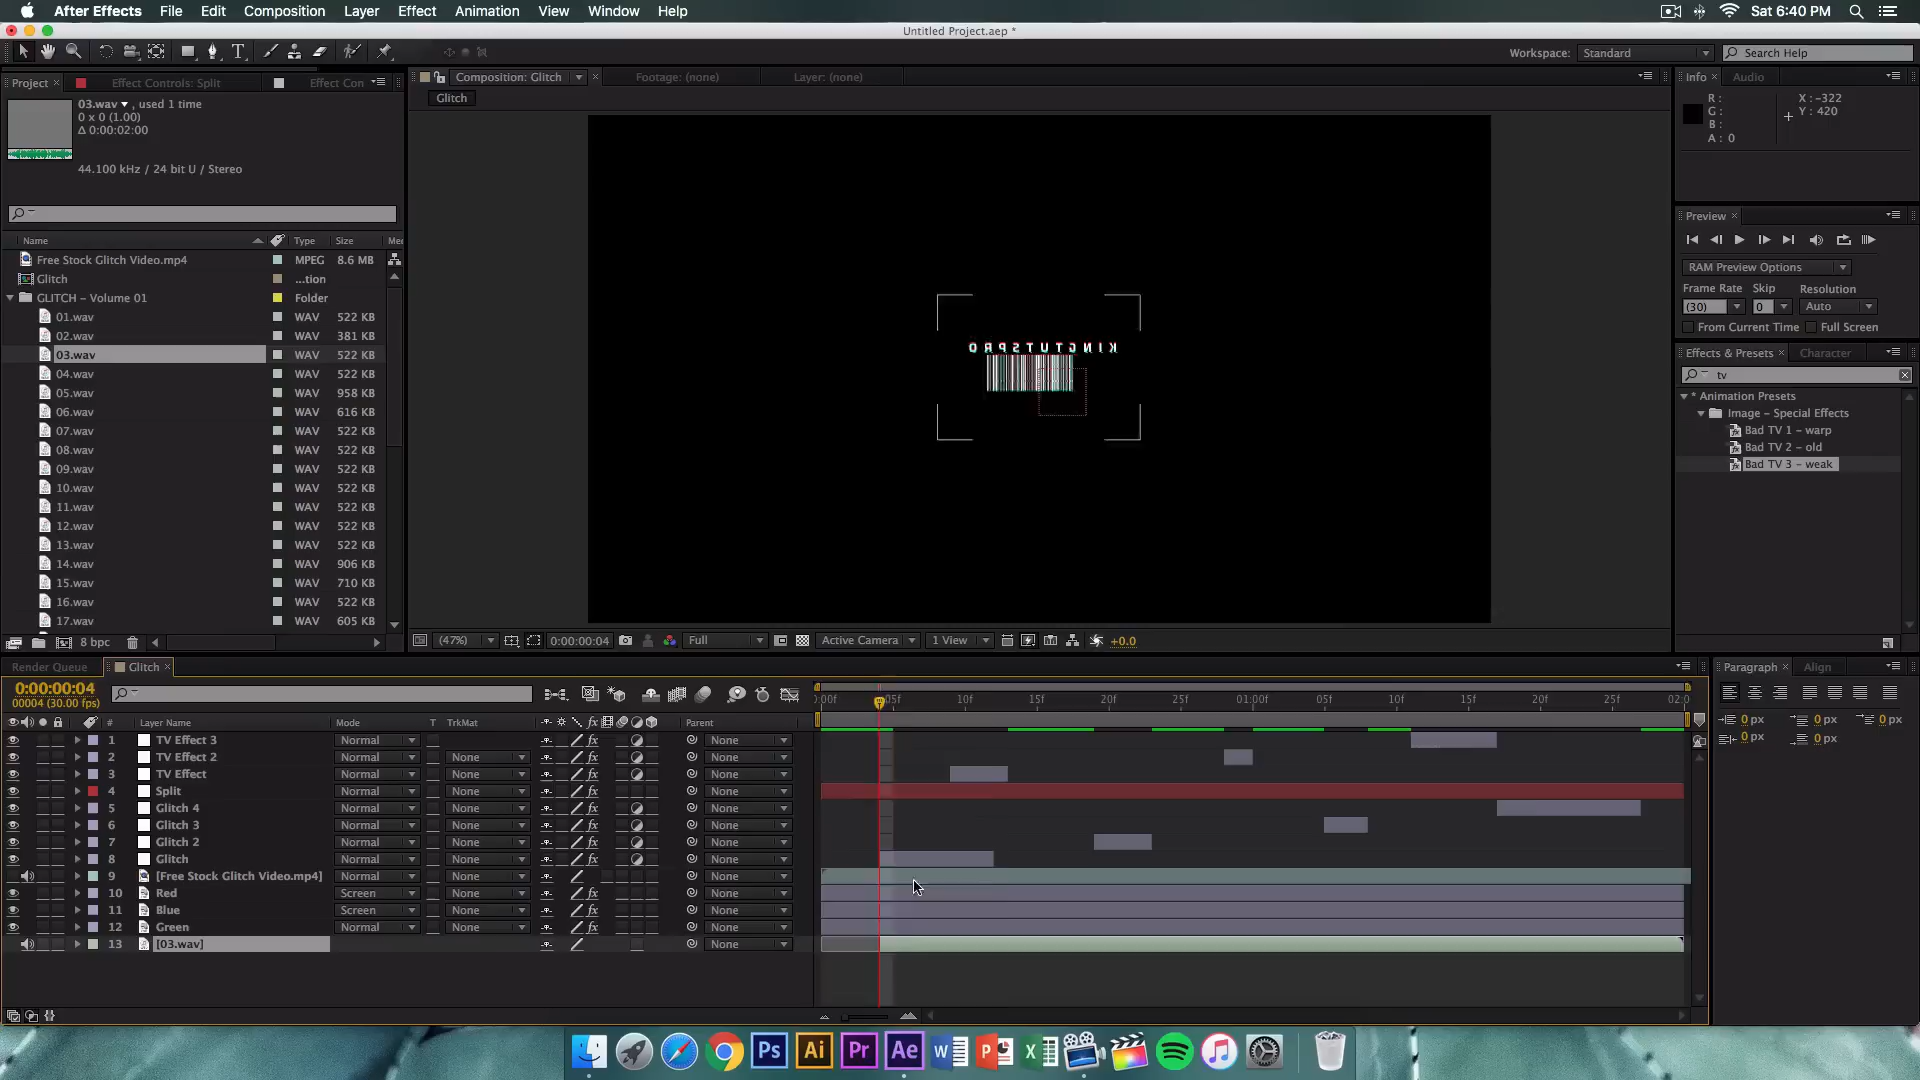 After Effects File Edit Composition Layer Effect Animation View Window Help Sat 6:40 PM
Untitled Project.aep *
Workspace: Standard Search Help
Project × Effect Controls: Split Effect Con Composition: Glitch × Footage: (none) Layer: (none) Info × Audio
Glitch
03.wav , used 1 time
0 x 0 (1.00)
Δ 0:00:02:00
44.100 kHz / 24 bit U / Stereo
R :
G :
B :
A : 0
X : -322
Y : 420
Preview ×
RAM Preview Options
Frame Rate Skip Resolution
(30) 0 Auto
From Current Time Full Screen
Effects & Presets × Character
tv
* Animation Presets
Image – Special Effects
Bad TV 1 – warp
Bad TV 2 – old
Bad TV 3 – weak
Name Type Size Mec
Free Stock Glitch Video.mp4 MPEG 8.6 MB
Glitch ...tion
GLITCH – Volume 01 Folder
01.wav WAV 522 KB
02.wav WAV 381 KB
03.wav WAV 522 KB
04.wav WAV 522 KB
05.wav WAV 958 KB
06.wav WAV 616 KB
07.wav WAV 522 KB
08.wav WAV 522 KB
09.wav WAV 522 KB
10.wav WAV 522 KB
11.wav WAV 522 KB
12.wav WAV 522 KB
13.wav WAV 522 KB
14.wav WAV 906 KB
15.wav WAV 710 KB
16.wav WAV 522 KB
17.wav WAV 605 KB
KINGTUTSPRO
8 bpc (47%) 0:00:00:04 Full Active Camera 1 View +0.0
Render Queue Glitch × Paragraph × Align
0:00:00:04
00004 (30.00 fps)
:00f 05f 10f 15f 20f 25f 01:00f 05f 10f 15f 20f 25f 02:0
0 px 0 px 0 px
0 px 0 px
# Layer Name Mode T TrkMat Parent
1 TV Effect 3 Normal None
2 TV Effect 2 Normal None None
3 TV Effect Normal None None
4 Split Normal None None
5 Glitch 4 Normal None None
6 Glitch 3 Normal None None
7 Glitch 2 Normal None None
8 Glitch Normal None None
9 [Free Stock Glitch Video.mp4] Normal None None
10 Red Screen None None
11 Blue Screen None None
12 Green Normal None None
13 [03.wav] None
Ps Ai Pr Ae W P X